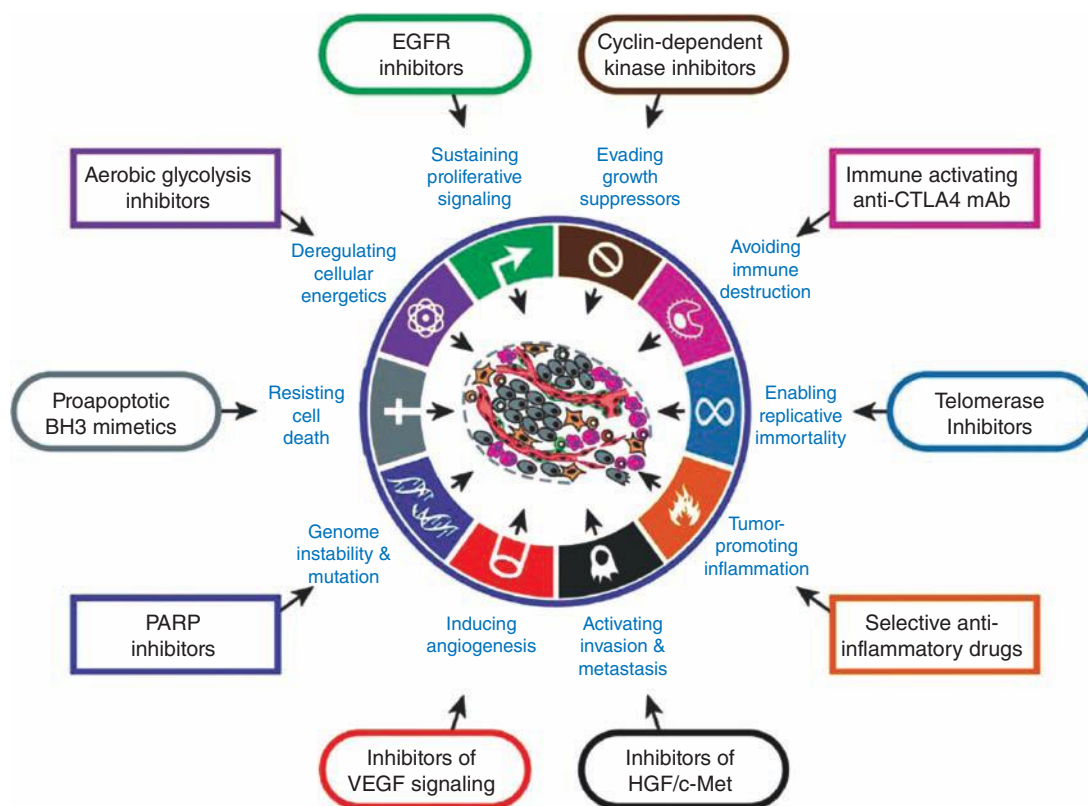 EGFR
inhibitors
Cyclin-dependent
kinase inhibitors
Sustaining
proliferative
signaling
Evading
growth
suppressors
Aerobic glycolysis
inhibitors
Immune activating
anti-CTLA4 mAb
Deregulating
cellular
energetics
Avoiding
immune
destruction
Proapoptotic
BH3 mimetics
Resisting
cell
death
Enabling
replicative
immortality
Telomerase
Inhibitors
Genome
instability &
mutation
Tumor-
promoting
inflammation
PARP
inhibitors
Inducing
angiogenesis
Activating
invasion &
metastasis
Selective anti-
inflammatory drugs
Inhibitors of
VEGF signaling
Inhibitors of
HGF/c-Met